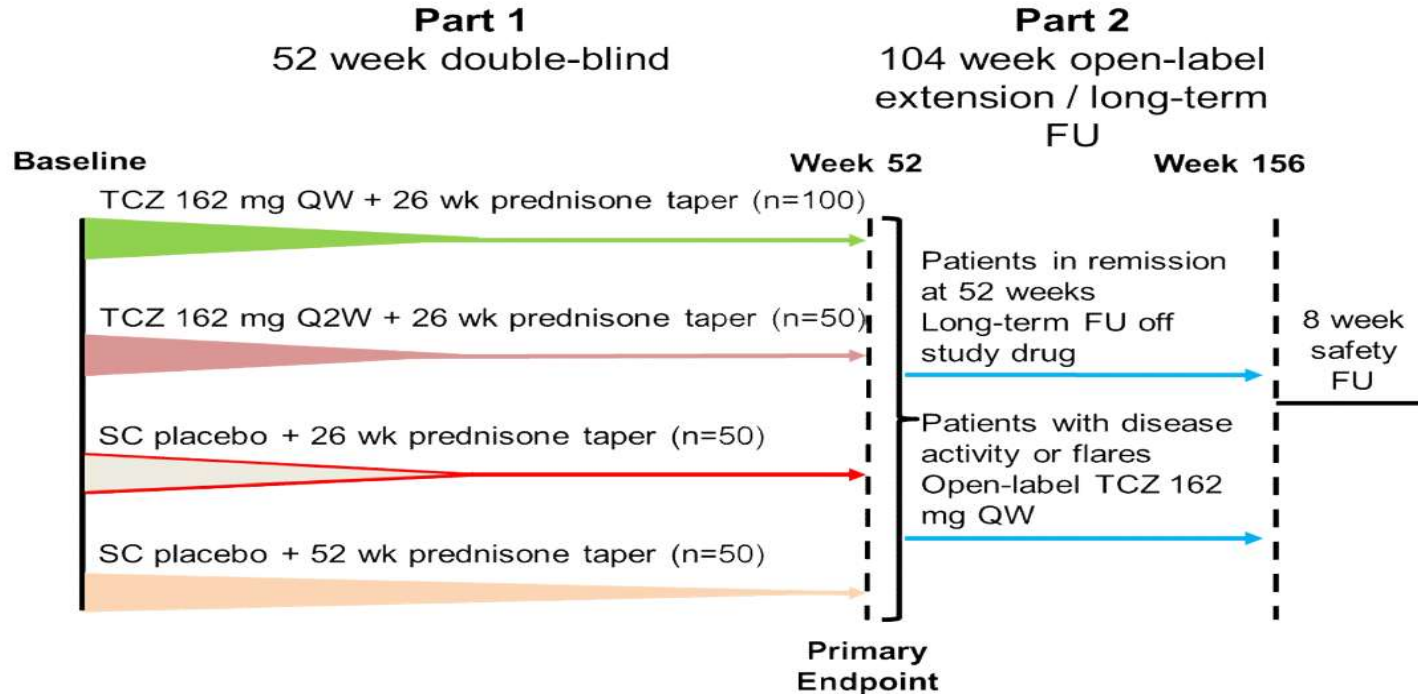 Part 1
52 week double-blind
Part 2
104 week open-label
extension / long-term
FU
Baseline
Week 52
Week 156
TCZ 162 mg QW + 26 wk prednisone taper (n=100)
TCZ 162 mg Q2W + 26 wk prednisone taper (n=50)
SC placebo + 26 wk prednisone taper (n=50)
SC placebo + 52 wk prednisone taper (n=50)
Patients in remission
at 52 weeks
Long-term FU off
study drug
Patients with disease
activity or flares
Open-label TCZ 162
mg QW
8 week
safety
FU
Primary
Endpoint